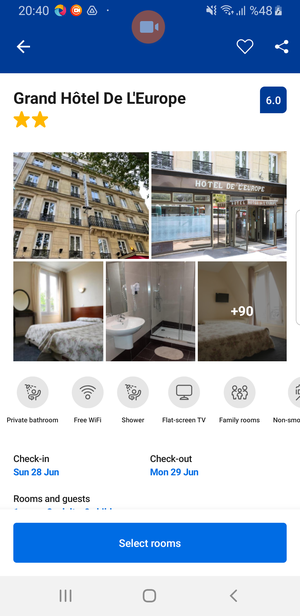 20:40
%48
Grand Hôtel De L'Europe
6.0
HOTEL DE L'EUROPE
+90
Private bathroom Free WiFi Shower Flat-screen TV Family rooms
Check-in Check-out
Sun 28 Jun Mon 29 Jun
Rooms and guests
Select rooms